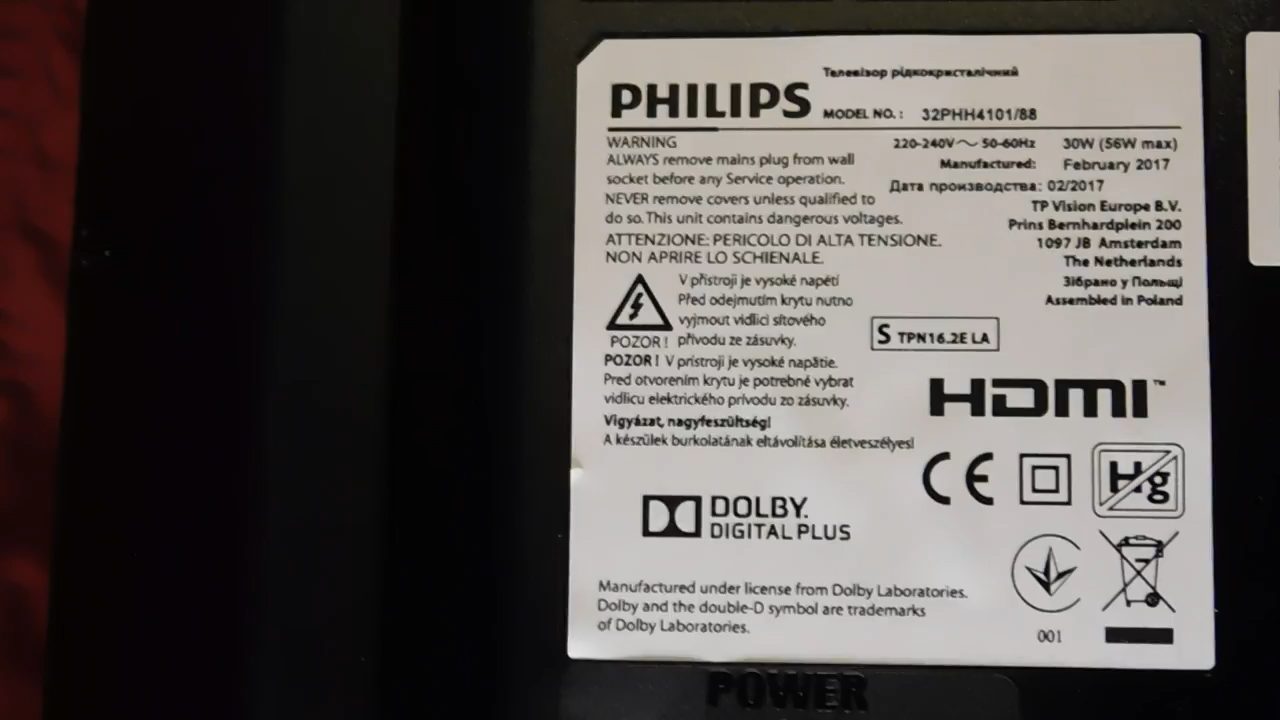 Телевізор рідкокристалічний
PHILIPS MODEL NO.: 32PHH4101/88
WARNING
ALWAYS remove mains plug from wall
socket before any Service operation.
NEVER remove covers unless qualified to
do so. This unit contains dangerous voltages.
ATTENZIONE: PERICOLO DI ALTA TENSIONE.
NON APRIRE LO SCHIENALE.
220-240V~ 50-60Hz 30W (56W max)
Manufactured: February 2017
Дата производства: 02/2017
TP Vision Europe B.V.
Prins Bernhardplein 200
1097 JB Amsterdam
The Netherlands
Зібрано у Польщі
Assembled in Poland
V přístroji je vysoké napětí
Před odejmutím krytu nutno
vyjmout vidlici síťového
POZOR! přívodu ze zásuvky.
POZOR! V prístroji je vysoké napätie.
Pred otvorením krytu je potrebné vybrat
vidlicu elektrického prívodu zo zásuvky.
Vigyázat, nagyfeszültség!
A készülek burkolatának eltávolítása életveszélyes!
S TPN16.2E LA
HDMI™
CE
Hg
DOLBY.
DIGITAL PLUS
Manufactured under license from Dolby Laboratories.
Dolby and the double-D symbol are trademarks
of Dolby Laboratories.
001
POWER